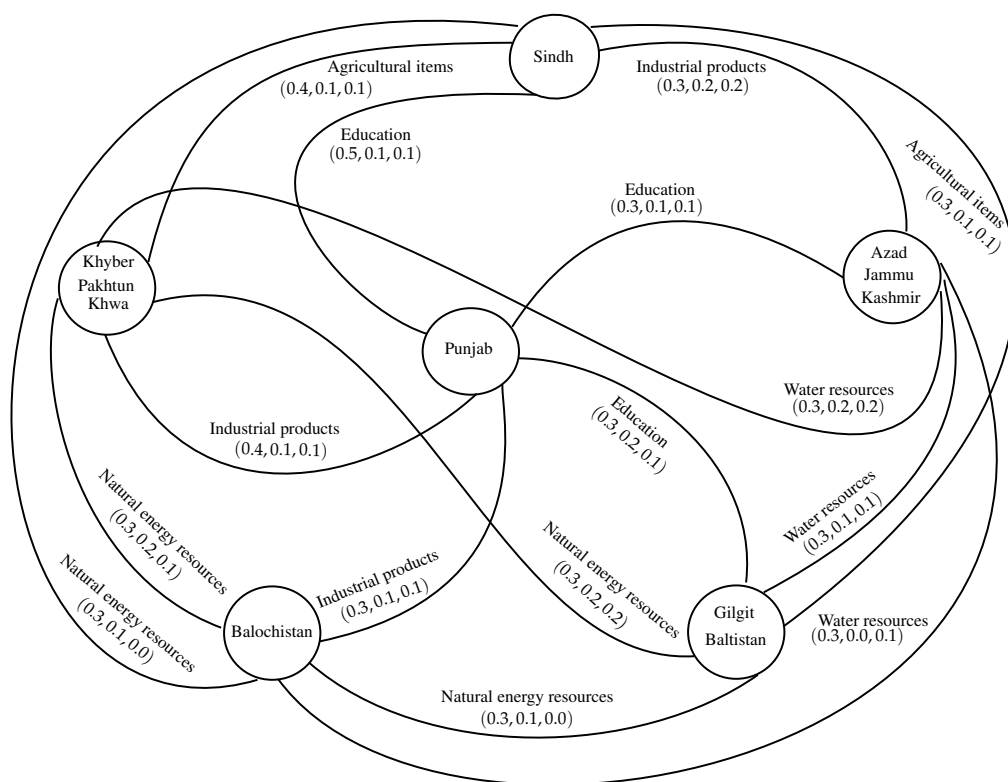 Sindh
Agricultural items
(0.4, 0.1, 0.1)
Industrial products
(0.3, 0.2, 0.2)
Education
(0.5, 0.1, 0.1)
Agricultural items
(0.3, 0.1, 0.1)
Education
(0.3, 0.1, 0.1)
Khyber
Pakhtun
Khwa
Azad
Jammu
Kashmir
Punjab
Water resources
(0.3, 0.2, 0.2)
Industrial products
(0.4, 0.1, 0.1)
Education
(0.3, 0.2, 0.1)
Natural energy resources
(0.3, 0.2, 0.1)
Water resources
(0.3, 0.1, 0.1)
Natural energy resources
(0.3, 0.1, 0.0)
Industrial products
(0.3, 0.1, 0.1)
Natural energy resources
(0.3, 0.2, 0.2)
Balochistan
Gilgit
Baltistan
Water resources
(0.3, 0.0, 0.1)
Natural energy resources
(0.3, 0.1, 0.0)